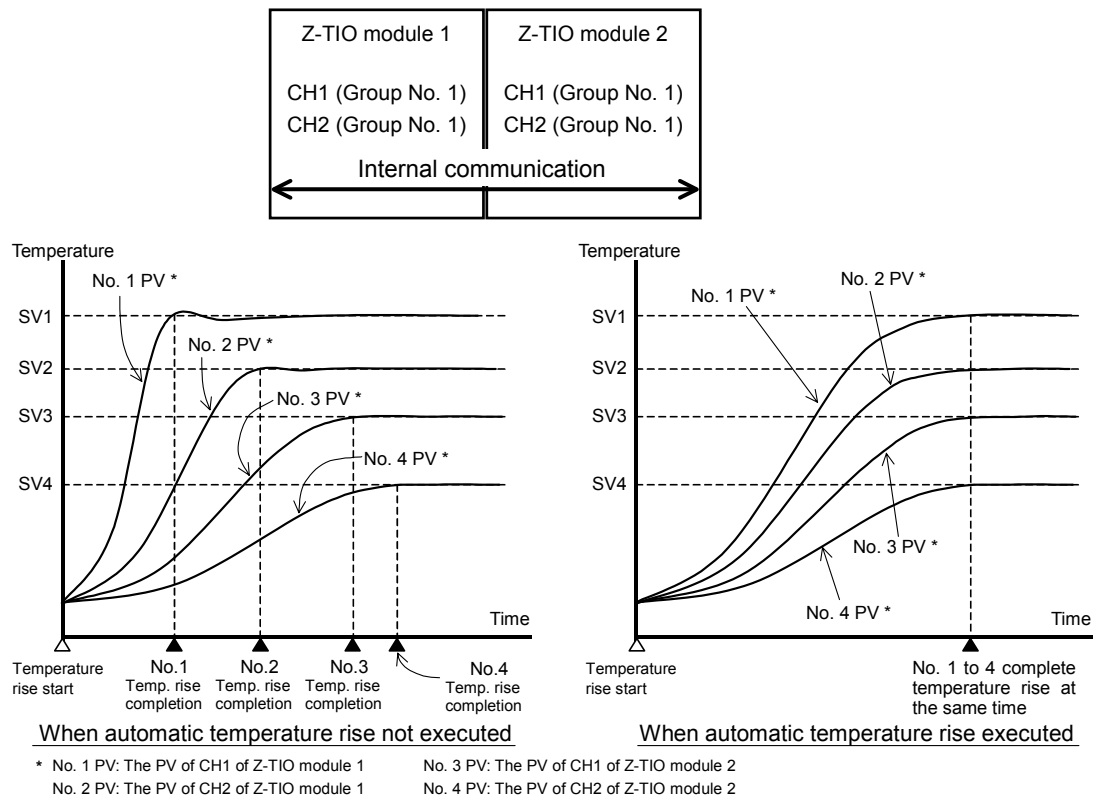 Z-TIO module 1
CH1 (Group No. 1)
CH2 (Group No. 1)
Z-TIO module 2
CH1 (Group No. 1)
CH2 (Group No. 1)
Internal communication
Temperature
No. 1 PV *
SV1
No. 2 PV *
SV2
No. 3 PV *
SV3
No. 4 PV *
SV4
Time
Temperature
rise start
No.1
Temp. rise
completion
No.2
Temp. rise
completion
No.3
Temp. rise
completion
No.4
Temp. rise
completion
When automatic temperature rise not executed
Temperature
No. 2 PV *
No. 1 PV *
SV1
SV2
SV3
SV4
No. 3 PV *
No. 4 PV *
Time
Temperature
rise start
No. 1 to 4 complete
temperature rise at
the same time
When automatic temperature rise executed
* No. 1 PV: The PV of CH1 of Z-TIO module 1
No. 2 PV: The PV of CH2 of Z-TIO module 1
No. 3 PV: The PV of CH1 of Z-TIO module 2
No. 4 PV: The PV of CH2 of Z-TIO module 2